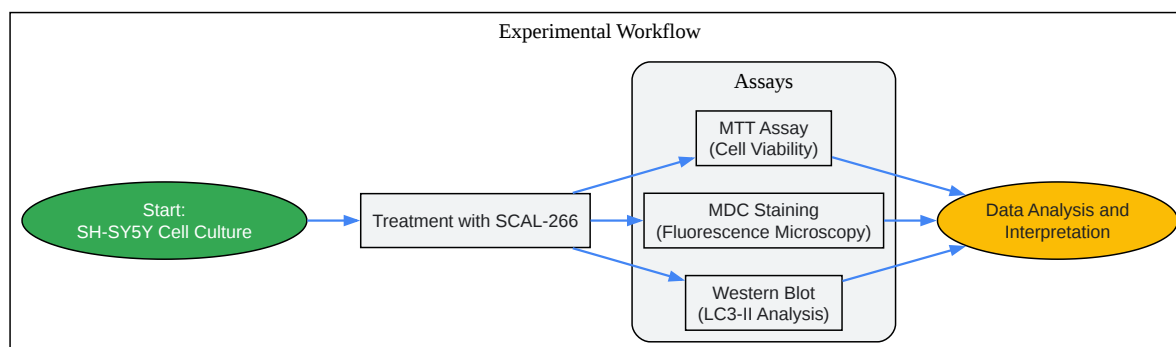 Experimental Workflow
Assays
MTT Assay
(Cell Viability)
Start:
SH-SY5Y Cell Culture
Treatment with SCAL-266
MDC Staining
(Fluorescence Microscopy)
Data Analysis and
Interpretation
Western Blot
(LC3-II Analysis)